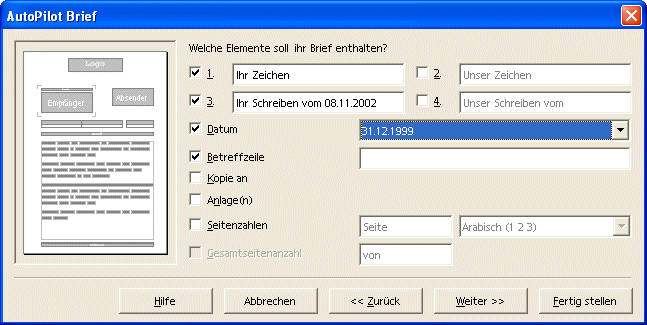 AutoPilot Brief
Welche Elemente soll ihr Brief enthalten?
Logo
Empfänger
Absender
1. Ihr Zeichen 2. Unser Zeichen
3. Ihr Schreiben vom 08.11.2002 4. Unser Schreiben vom
Datum 31.12.1999
Betreffzeile
Kopie an
Anlage(n)
Seitenzahlen Seite Arabisch (1 2 3)
Gesamtseitenanzahl von
Hilfe Abbrechen << Zurück Weiter >> Fertig stellen